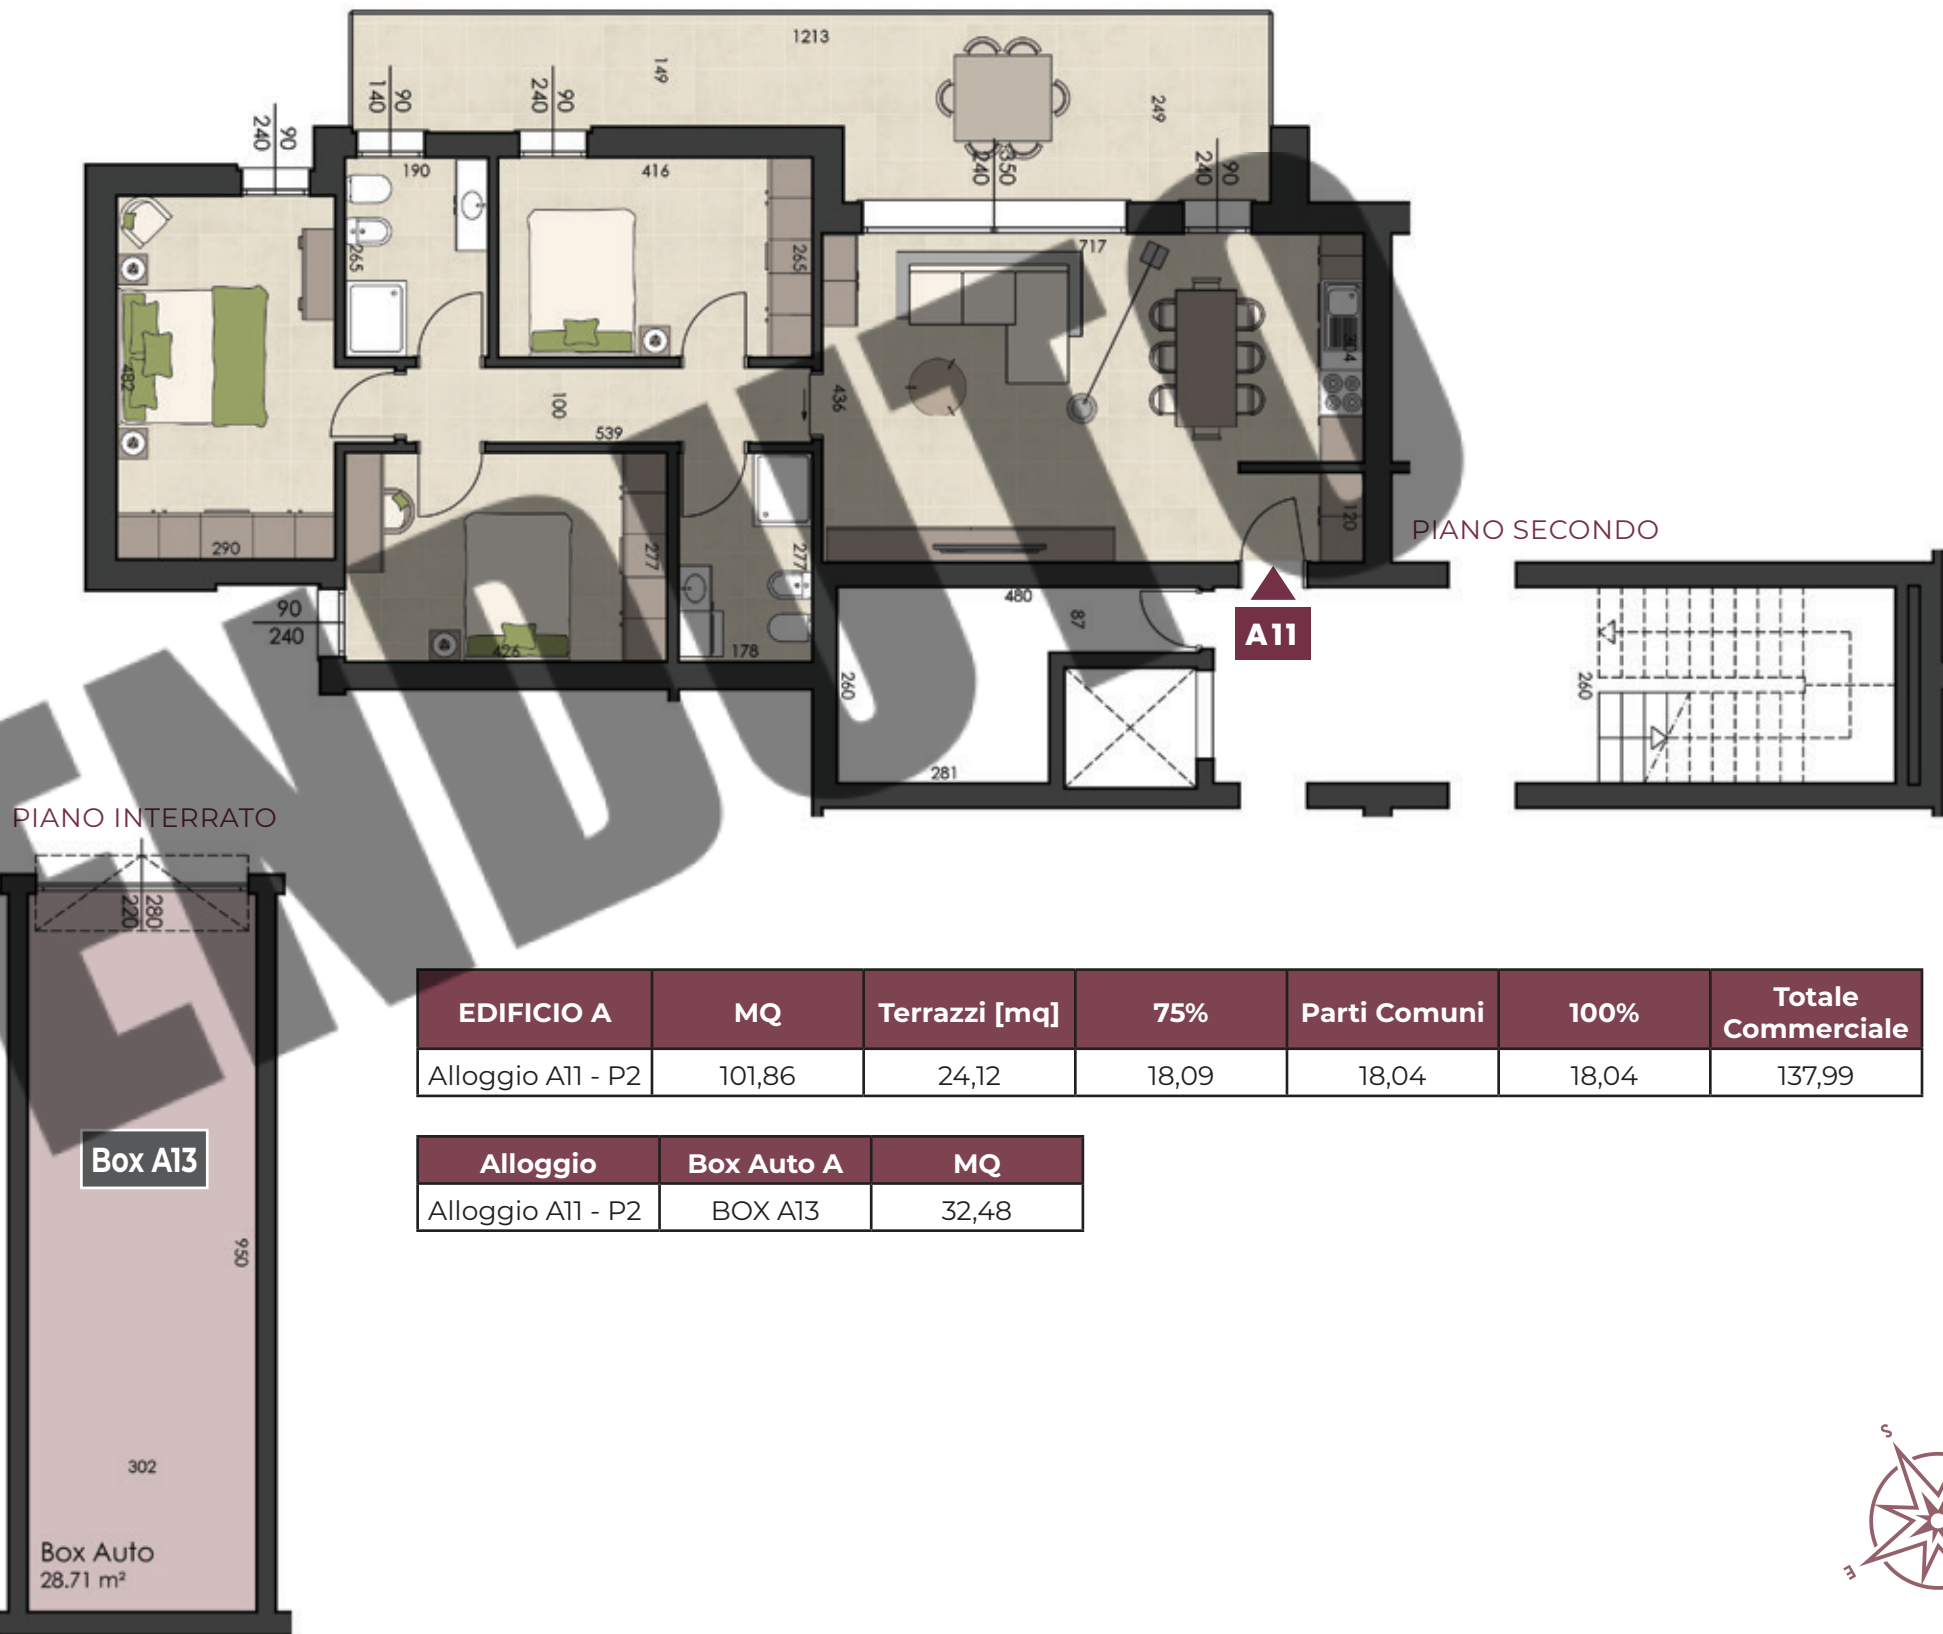 1213
149
249
90
140
90
240
90
240
350
240
90
240
190
416
717
265
265
482
100
539
436
304
290
277
277
120
426
178
90
240
480
87
260
281
260
A11
PIANO SECONDO
ENDUTO
PIANO INTERRATO
280
220
Box A13
950
302
Box Auto
28.71 m²
EDIFICIO A MQ Terrazzi [mq] 75% Parti Comuni 100% Totale
Commerciale
Alloggio A11 - P2 101,86 24,12 18,09 18,04 18,04 137,99
Alloggio Box Auto A MQ
Alloggio A11 - P2 BOX A13 32,48
S
E